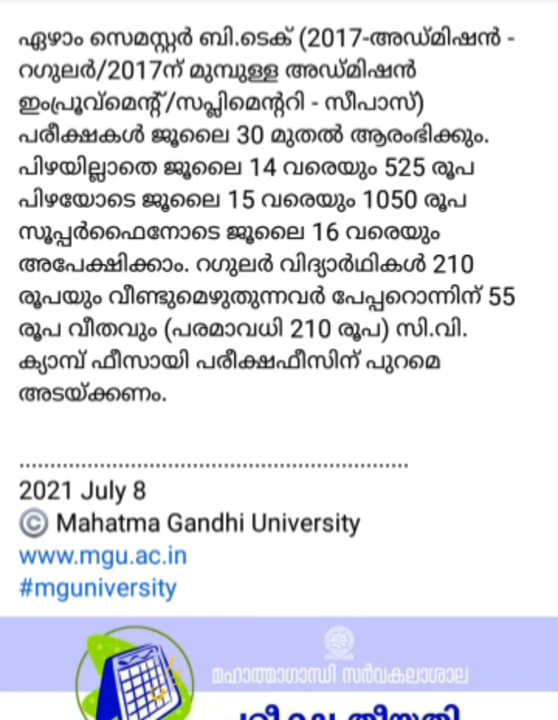 ഏഴാം സെമസ്റ്റർ ബി.ടെക് (2017-അഡ്മിഷൻ -
റഗുലർ/2017ന് മുമ്പുള്ള അഡ്മിഷൻ
ഇംപ്രൂവ്മെന്റ്/സപ്ലിമെന്ററി - സീപാസ്)
പരീക്ഷകൾ ജൂലൈ 30 മുതൽ ആരംഭിക്കും.
പിഴയില്ലാതെ ജൂലൈ 14 വരെയും 525 രൂപ
പിഴയോടെ ജൂലൈ 15 വരെയും 1050 രൂപ
സൂപ്പർഫൈനോടെ ജൂലൈ 16 വരെയും
അപേക്ഷിക്കാം. റഗുലർ വിദ്യാർഥികൾ 210
രൂപയും വീണ്ടുമെഴുതുന്നവർ പേപ്പറൊന്നിന് 55
രൂപ വീതവും (പരമാവധി 210 രൂപ) സി.വി.
ക്യാമ്പ് ഫീസായി പരീക്ഷഫീസിന് പുറമെ
അടയ്ക്കണം.
................................................................
2021 July 8
© Mahatma Gandhi University
www.mgu.ac.in
#mguniversity
മഹാത്മാഗാന്ധി സർവകലാശാല